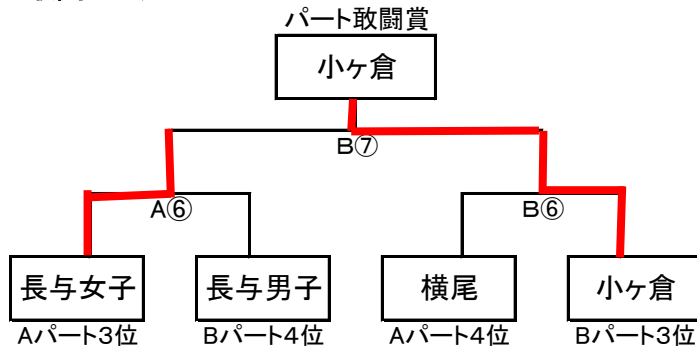 パート敢闘賞
小ヶ倉
B⑦
A⑥
B⑥
長与女子
長与男子
横尾
小ヶ倉
Aパート3位
Bパート4位
Aパート4位
Bパート3位